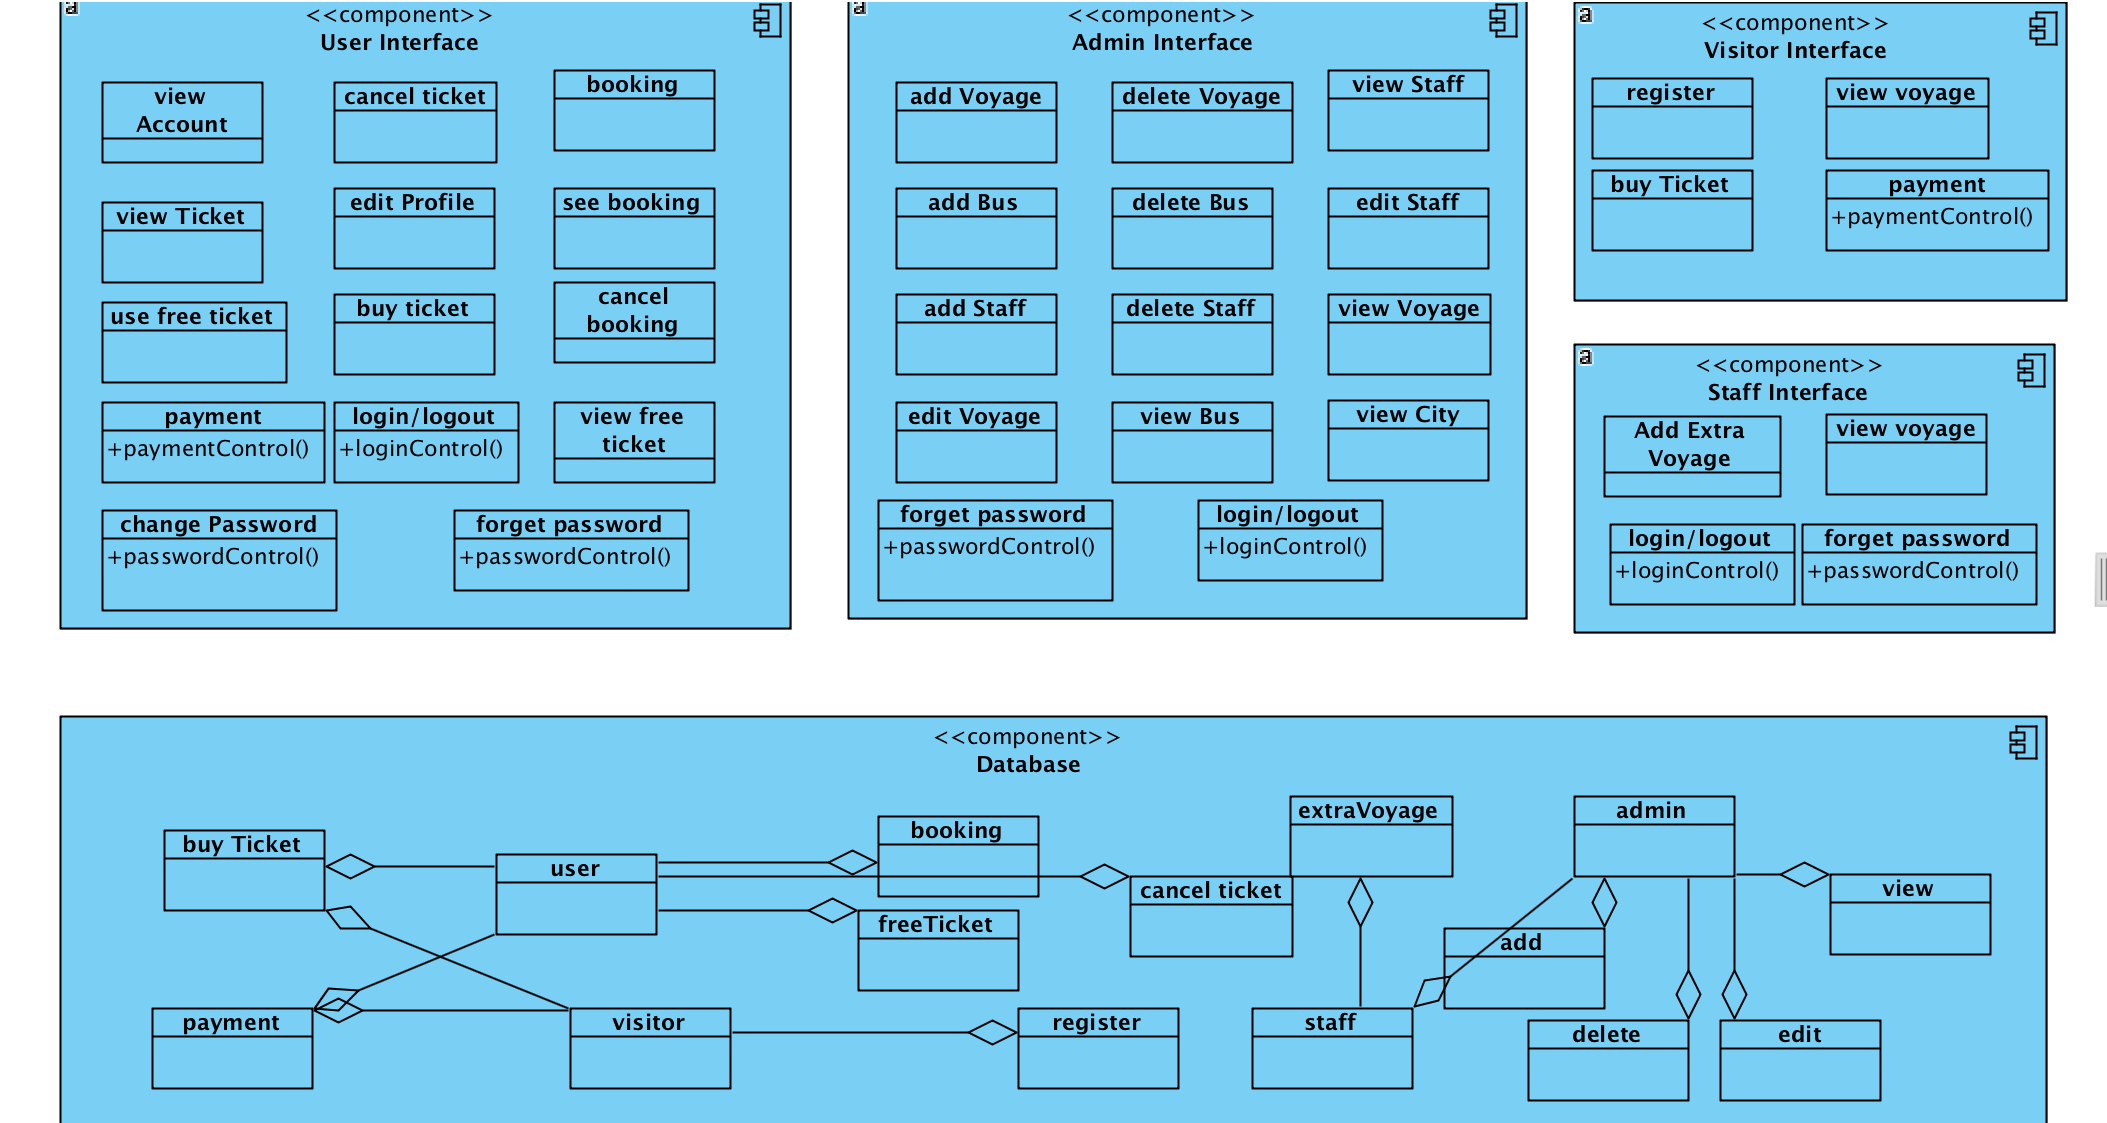 a
<<component>>
User Interface
view
Account
cancel ticket
booking
view Ticket
edit Profile
see booking
use free ticket
buy ticket
cancel
booking
payment
+paymentControl()
login/logout
+loginControl()
view free
ticket
change Password
+passwordControl()
forget password
+passwordControl()
a
<<component>>
Admin Interface
add Voyage
delete Voyage
view Staff
add Bus
delete Bus
edit Staff
add Staff
delete Staff
view Voyage
edit Voyage
view Bus
view City
forget password
+passwordControl()
login/logout
+loginControl()
a
<<component>>
Visitor Interface
register
view voyage
buy Ticket
payment
+paymentControl()
a
<<component>>
Staff Interface
Add Extra
Voyage
view voyage
login/logout
+loginControl()
forget password
+passwordControl()
<<component>>
Database
buy Ticket
user
booking
extraVoyage
admin
cancel ticket
view
freeTicket
add
payment
visitor
register
staff
delete
edit